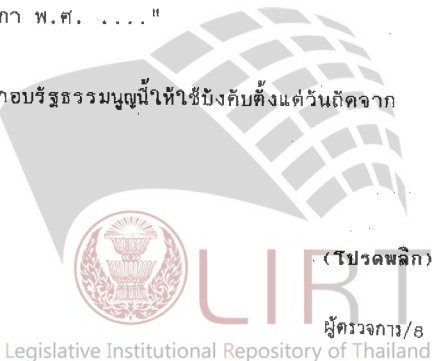 กา พ.ศ. ...."
กอบรัฐธรรมนูญนี้ให้ใช้บังคับตั้งแต่วันถัดจาก
(โปรดพลิก)
LIRT
ผู้ตรวจการ/8
Legislative Institutional Repository of Thailand